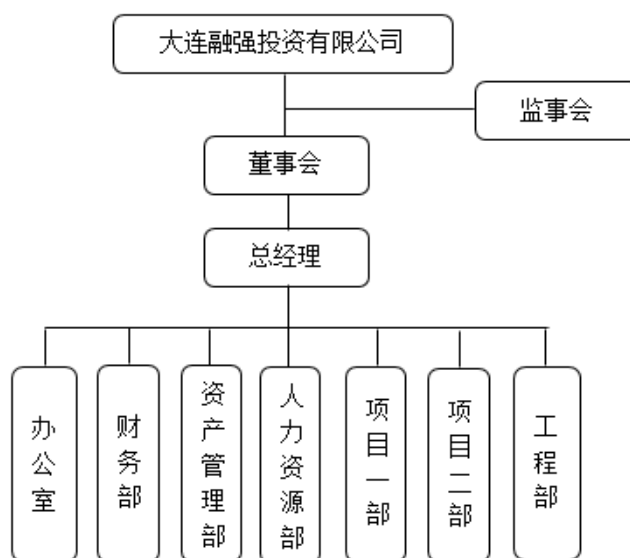 大连融强投资有限公司
监事会
董事会
总经理
办公室
财务部
资产管理部
人力资源部
项目一部
项目二部
工程部